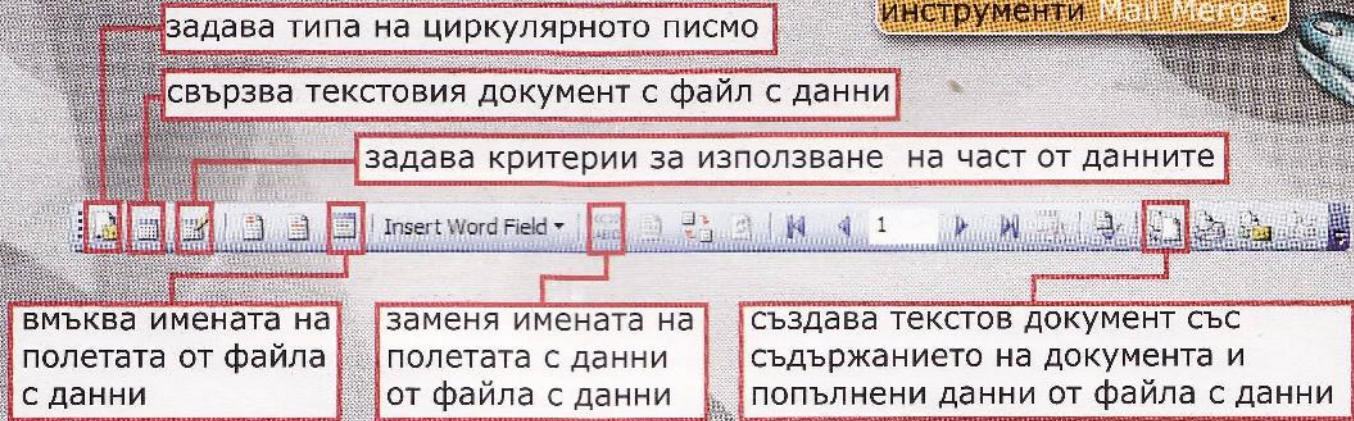 инструменти Mail Merge.
задава типа на циркулярното писмо
свързва текстовия документ с файл с данни
задава критерии за използване на част от данните
Insert Word Field
1
вмъква имената на
полетата от файла
с данни
заменя имената на
полетата с данни
от файла с данни
създава текстов документ със
съдържанието на документа и
попълнени данни от файла с данни